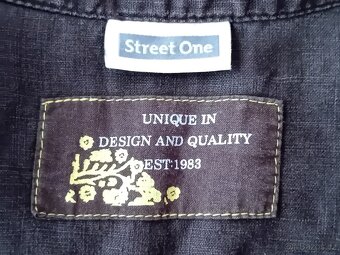 Street One
UNIQUE IN
DESIGN AND QUALITY
EST:1983